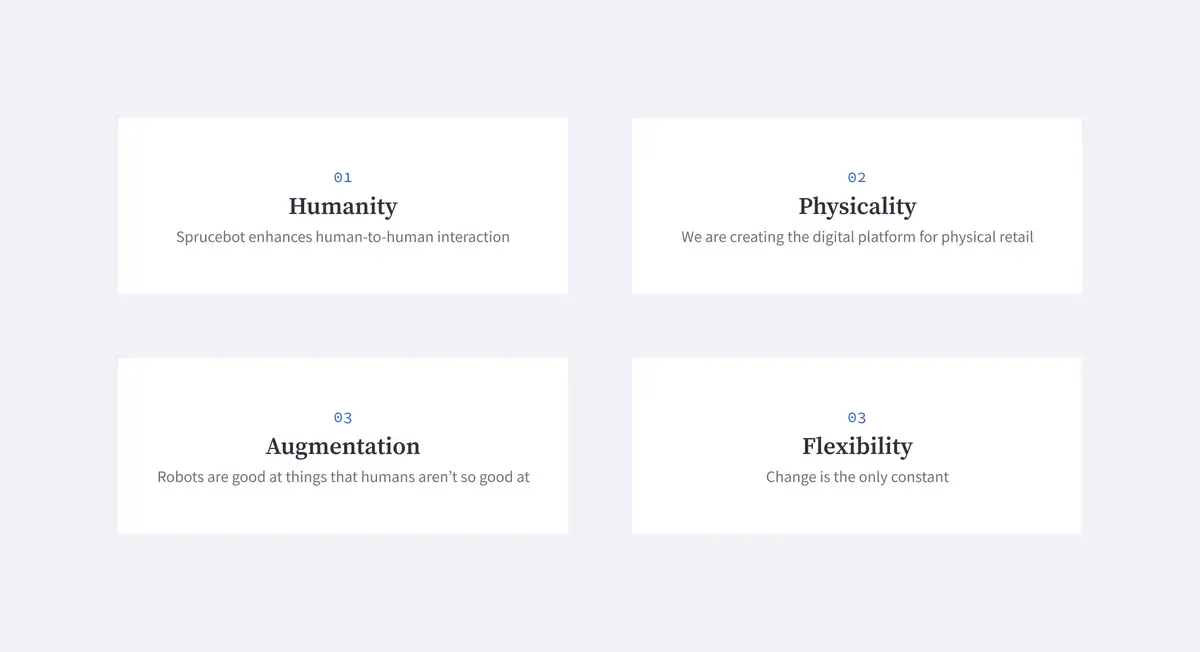 01
Humanity
Sprucebot enhances human-to-human interaction
02
Physicality
We are creating the digital platform for physical retail
03
Augmentation
Robots are good at things that humans aren’t so good at
03
Flexibility
Change is the only constant